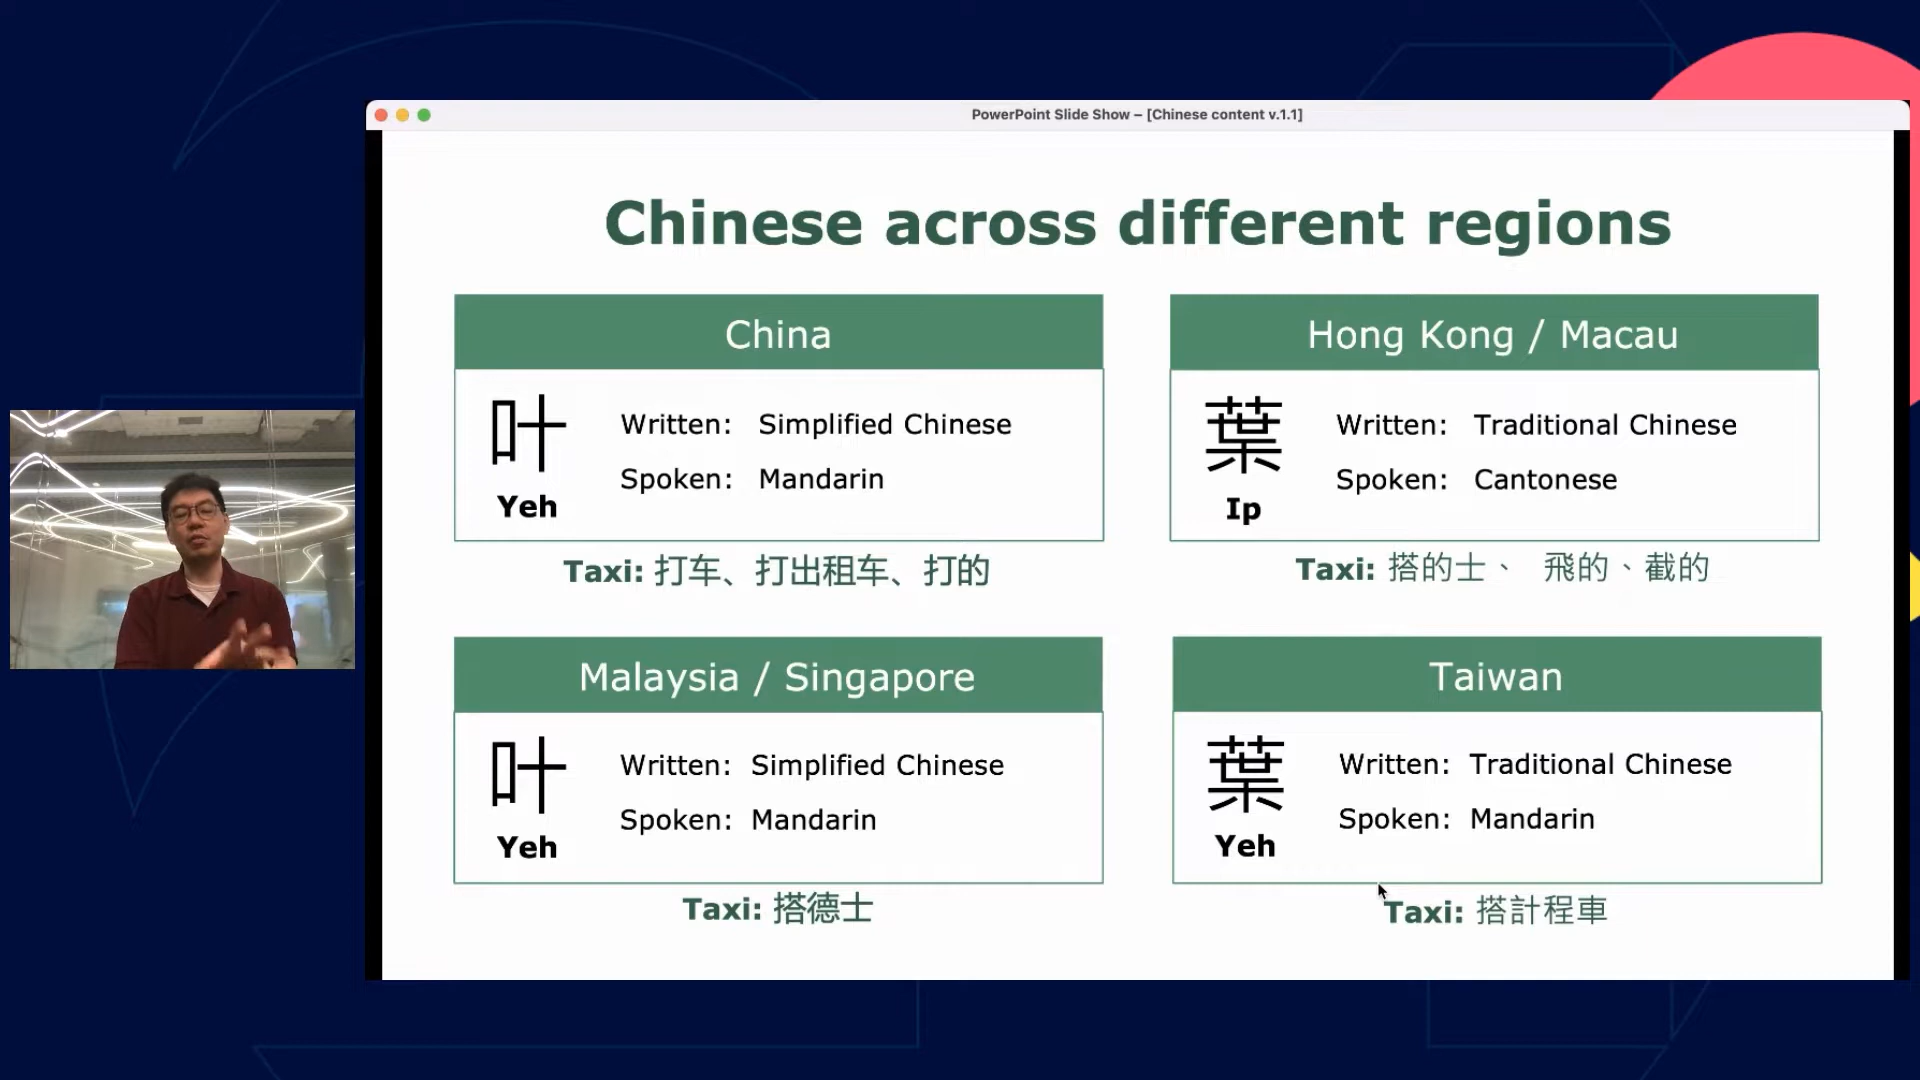 PowerPoint Slide Show – [Chinese content v.1.1]
Chinese across different regions
China
叶
Yeh
Written: Simplified Chinese
Spoken: Mandarin
Taxi: 打车、打出租车、打的
Hong Kong / Macau
葉
Ip
Written: Traditional Chinese
Spoken: Cantonese
Taxi: 搭的士、 飛的、截的
Malaysia / Singapore
叶
Yeh
Written: Simplified Chinese
Spoken: Mandarin
Taxi: 搭德士
Taiwan
葉
Yeh
Written: Traditional Chinese
Spoken: Mandarin
Taxi: 搭計程車